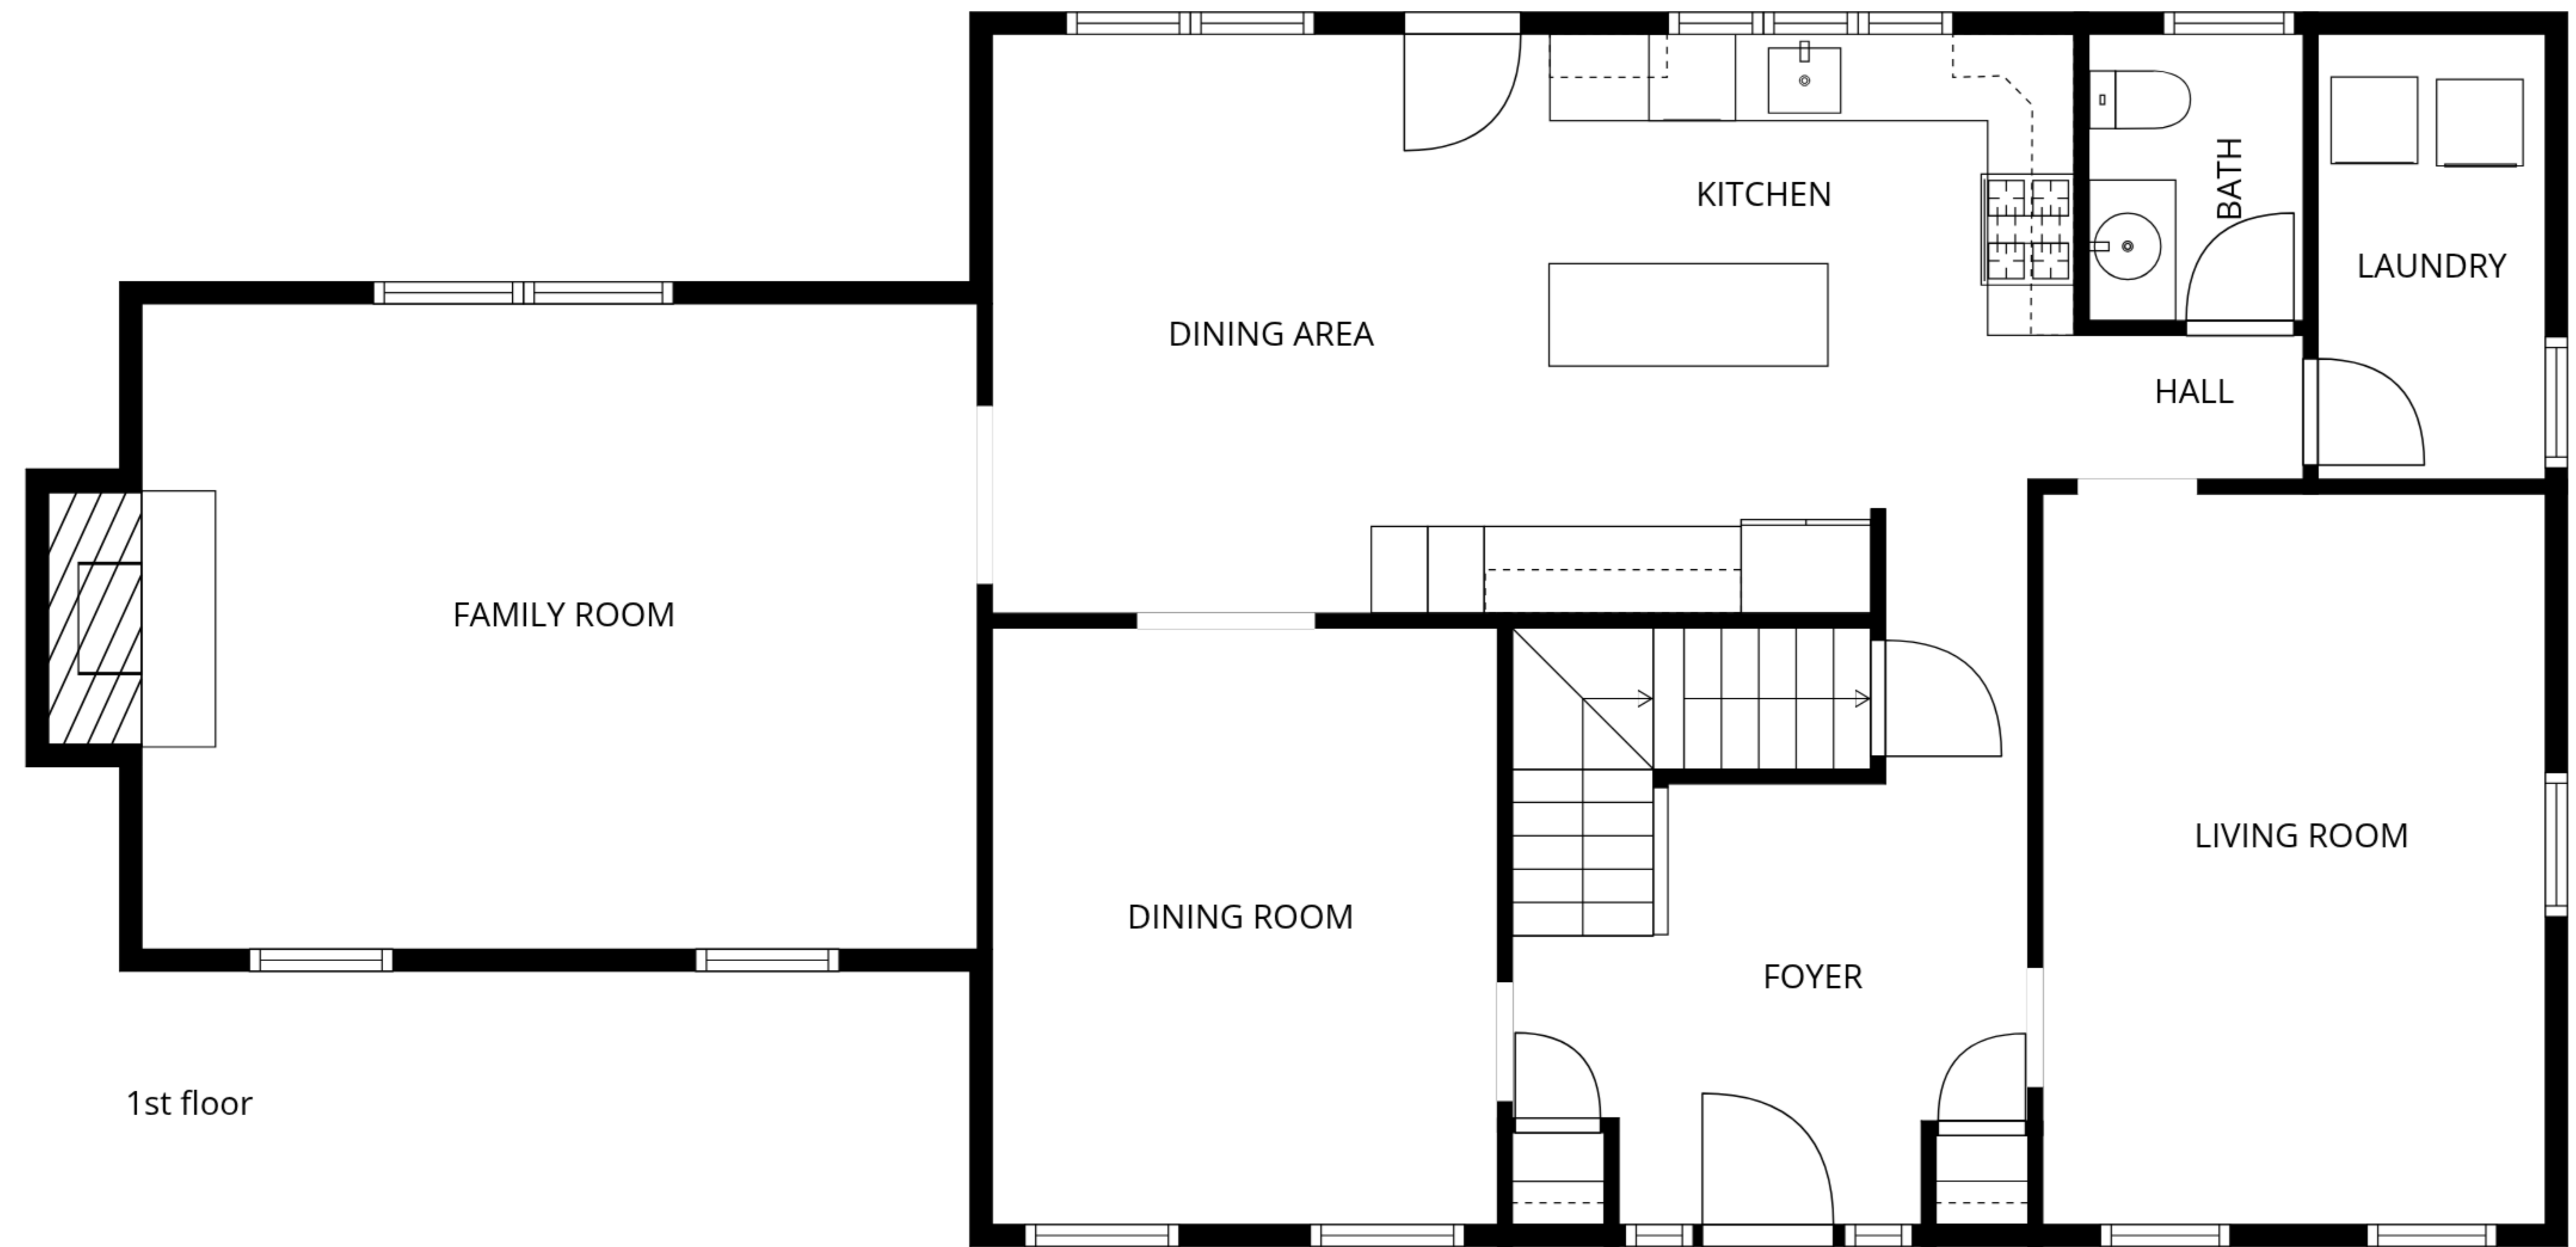 KITCHEN
BATH
LAUNDRY
DINING AREA
HALL
FAMILY ROOM
LIVING ROOM
DINING ROOM
FOYER
1st floor